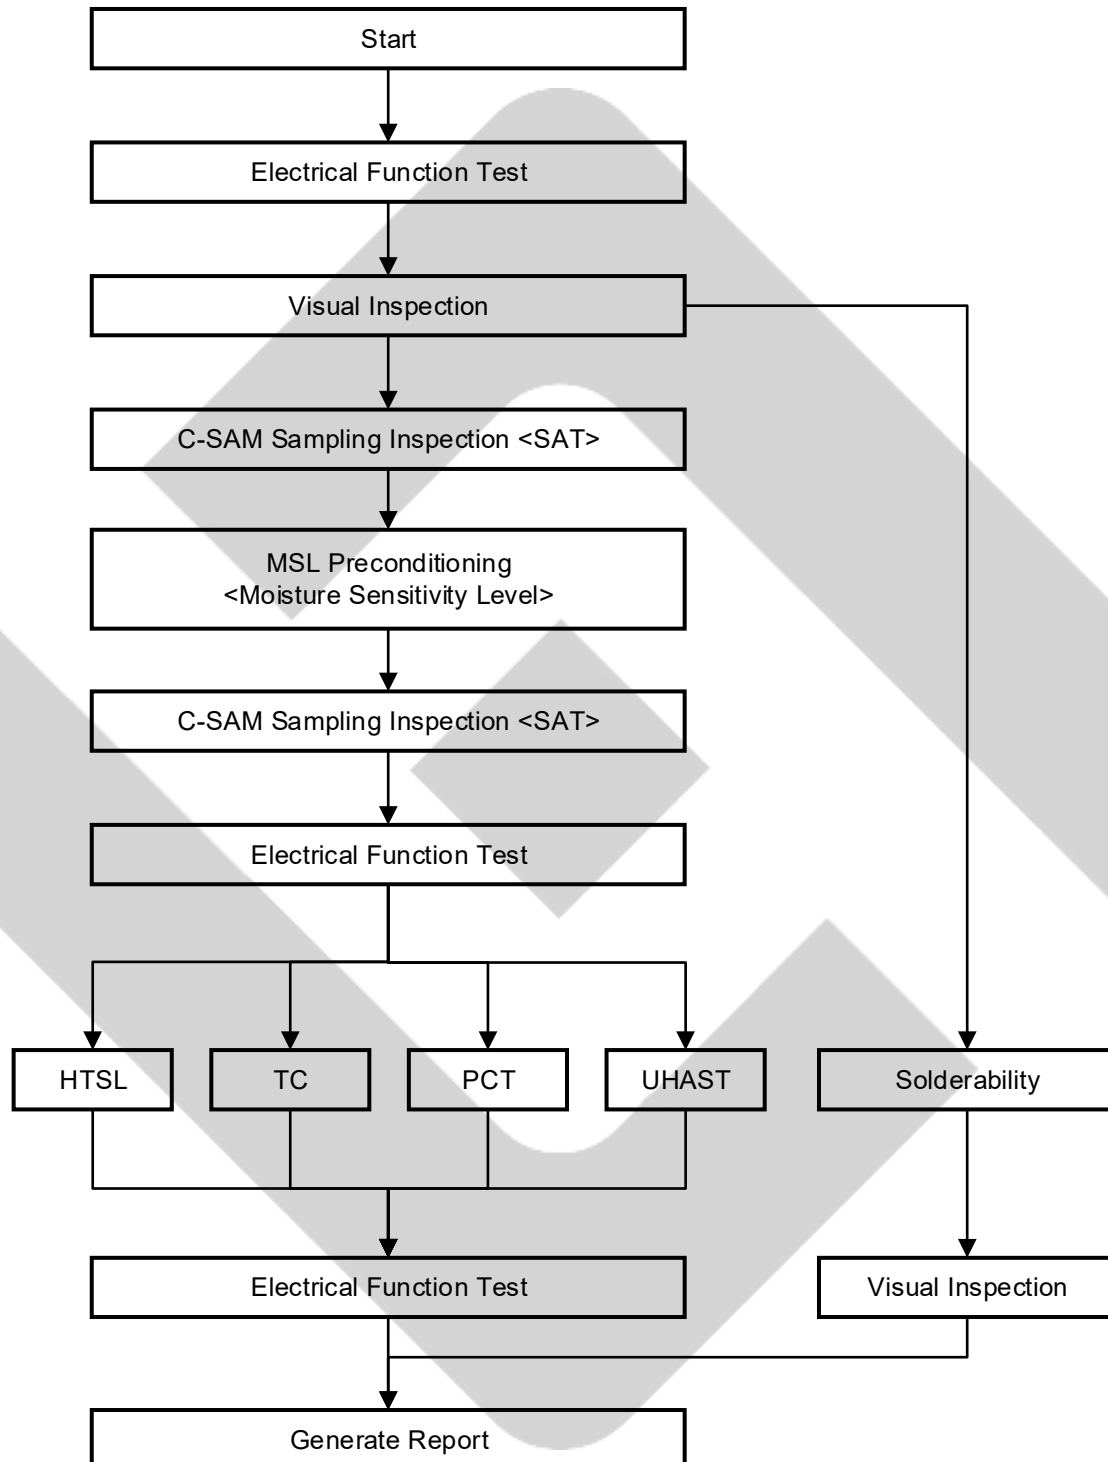 Start
Electrical Function Test
Visual Inspection
C-SAM Sampling Inspection <SAT>
MSL Preconditioning
<Moisture Sensitivity Level>
C-SAM Sampling Inspection <SAT>
Electrical Function Test
HTSL
TC
PCT
UHAST
Solderability
Electrical Function Test
Visual Inspection
Generate Report